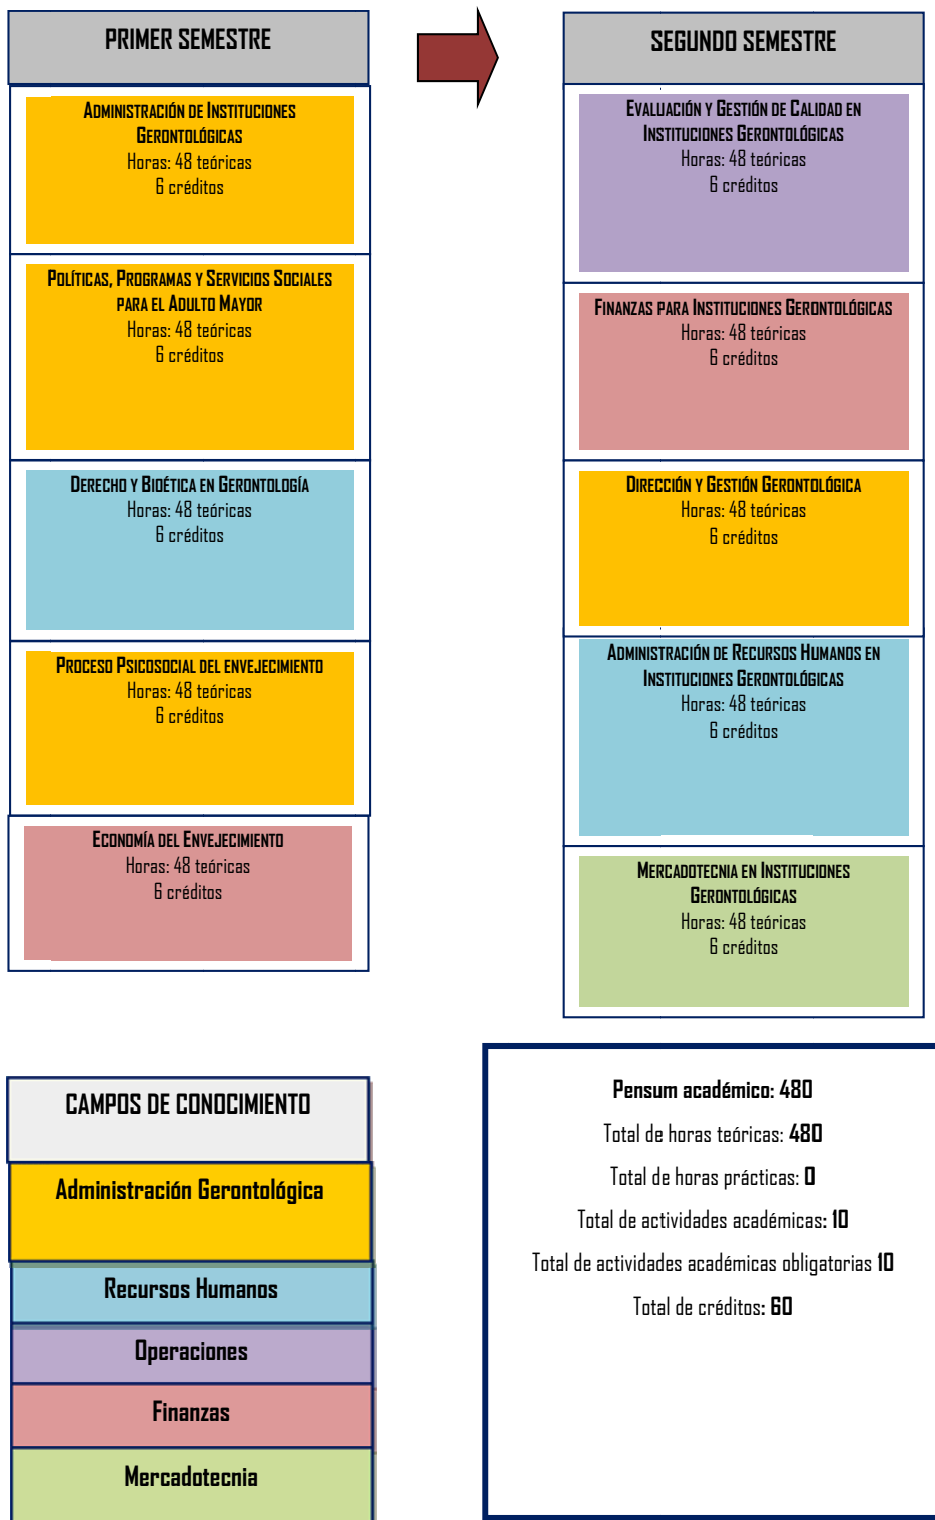 PRIMER SEMESTRE
ADMINISTRACIÓN DE INSTITUCIONES
GERONTOLÓGICAS
Horas: 48 teóricas
6 créditos
POLÍTICAS, PROGRAMAS Y SERVICIOS SOCIALES
PARA EL ADULTO MAYOR
Horas: 48 teóricas
6 créditos
DERECHO Y BIOÉTICA EN GERONTOLOGÍA
Horas: 48 teóricas
6 créditos
PROCESO PSICOSOCIAL DEL ENVEJECIMIENTO
Horas: 48 teóricas
6 créditos
ECONOMÍA DEL ENVEJECIMIENTO
Horas: 48 teóricas
6 créditos
SEGUNDO SEMESTRE
EVALUACIÓN Y GESTIÓN DE CALIDAD EN
INSTITUCIONES GERONTOLÓGICAS
Horas: 48 teóricas
6 créditos
FINANZAS PARA INSTITUCIONES GERONTOLÓGICAS
Horas: 48 teóricas
6 créditos
DIRECCIÓN Y GESTIÓN GERONTOLÓGICA
Horas: 48 teóricas
6 créditos
ADMINISTRACIÓN DE RECURSOS HUMANOS EN
INSTITUCIONES GERONTOLÓGICAS
Horas: 48 teóricas
6 créditos
MERCADOTECNIA EN INSTITUCIONES
GERONTOLÓGICAS
Horas: 48 teóricas
6 créditos
CAMPOS DE CONOCIMIENTO
Administración Gerontológica
Recursos Humanos
Operaciones
Finanzas
Mercadotecnia
Pensum académico: 480
Total de horas teóricas: 480
Total de horas prácticas: 0
Total de actividades académicas: 10
Total de actividades académicas obligatorias 10
Total de créditos: 60